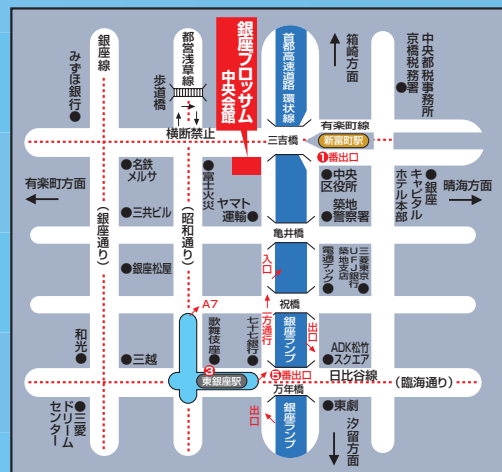 銀座線
みずほ銀行
都営浅草線
歩道橋
銀座ブロッサム
中央会館
首都高速道路 環状線
箱崎方面
中央都税事務所
京橋税務署
横断禁止
三吉橋
有楽町線
新富町駅
1番出口
名鉄
メルサ
富士火災
ヤマト
運輸
中央
区役所
築地
警察署
銀座
キャピタル
ホテル本部
晴海方面
有楽町方面
(銀座通り)
三共ビル
(昭和通り)
亀井橋
銀座松屋
入口
電通テック
三菱東京
UFJ銀行
築地支店
A7
一方通行
祝橋
和光
三越
歌舞伎座
七十七銀行
銀座ランプ
出口
ADK松竹
スクエア
3
東銀座駅
5番出口
日比谷線
(臨海通り)
万年橋
三愛
ドリーム
センター
出口
銀座ランプ
東劇
汐留方面